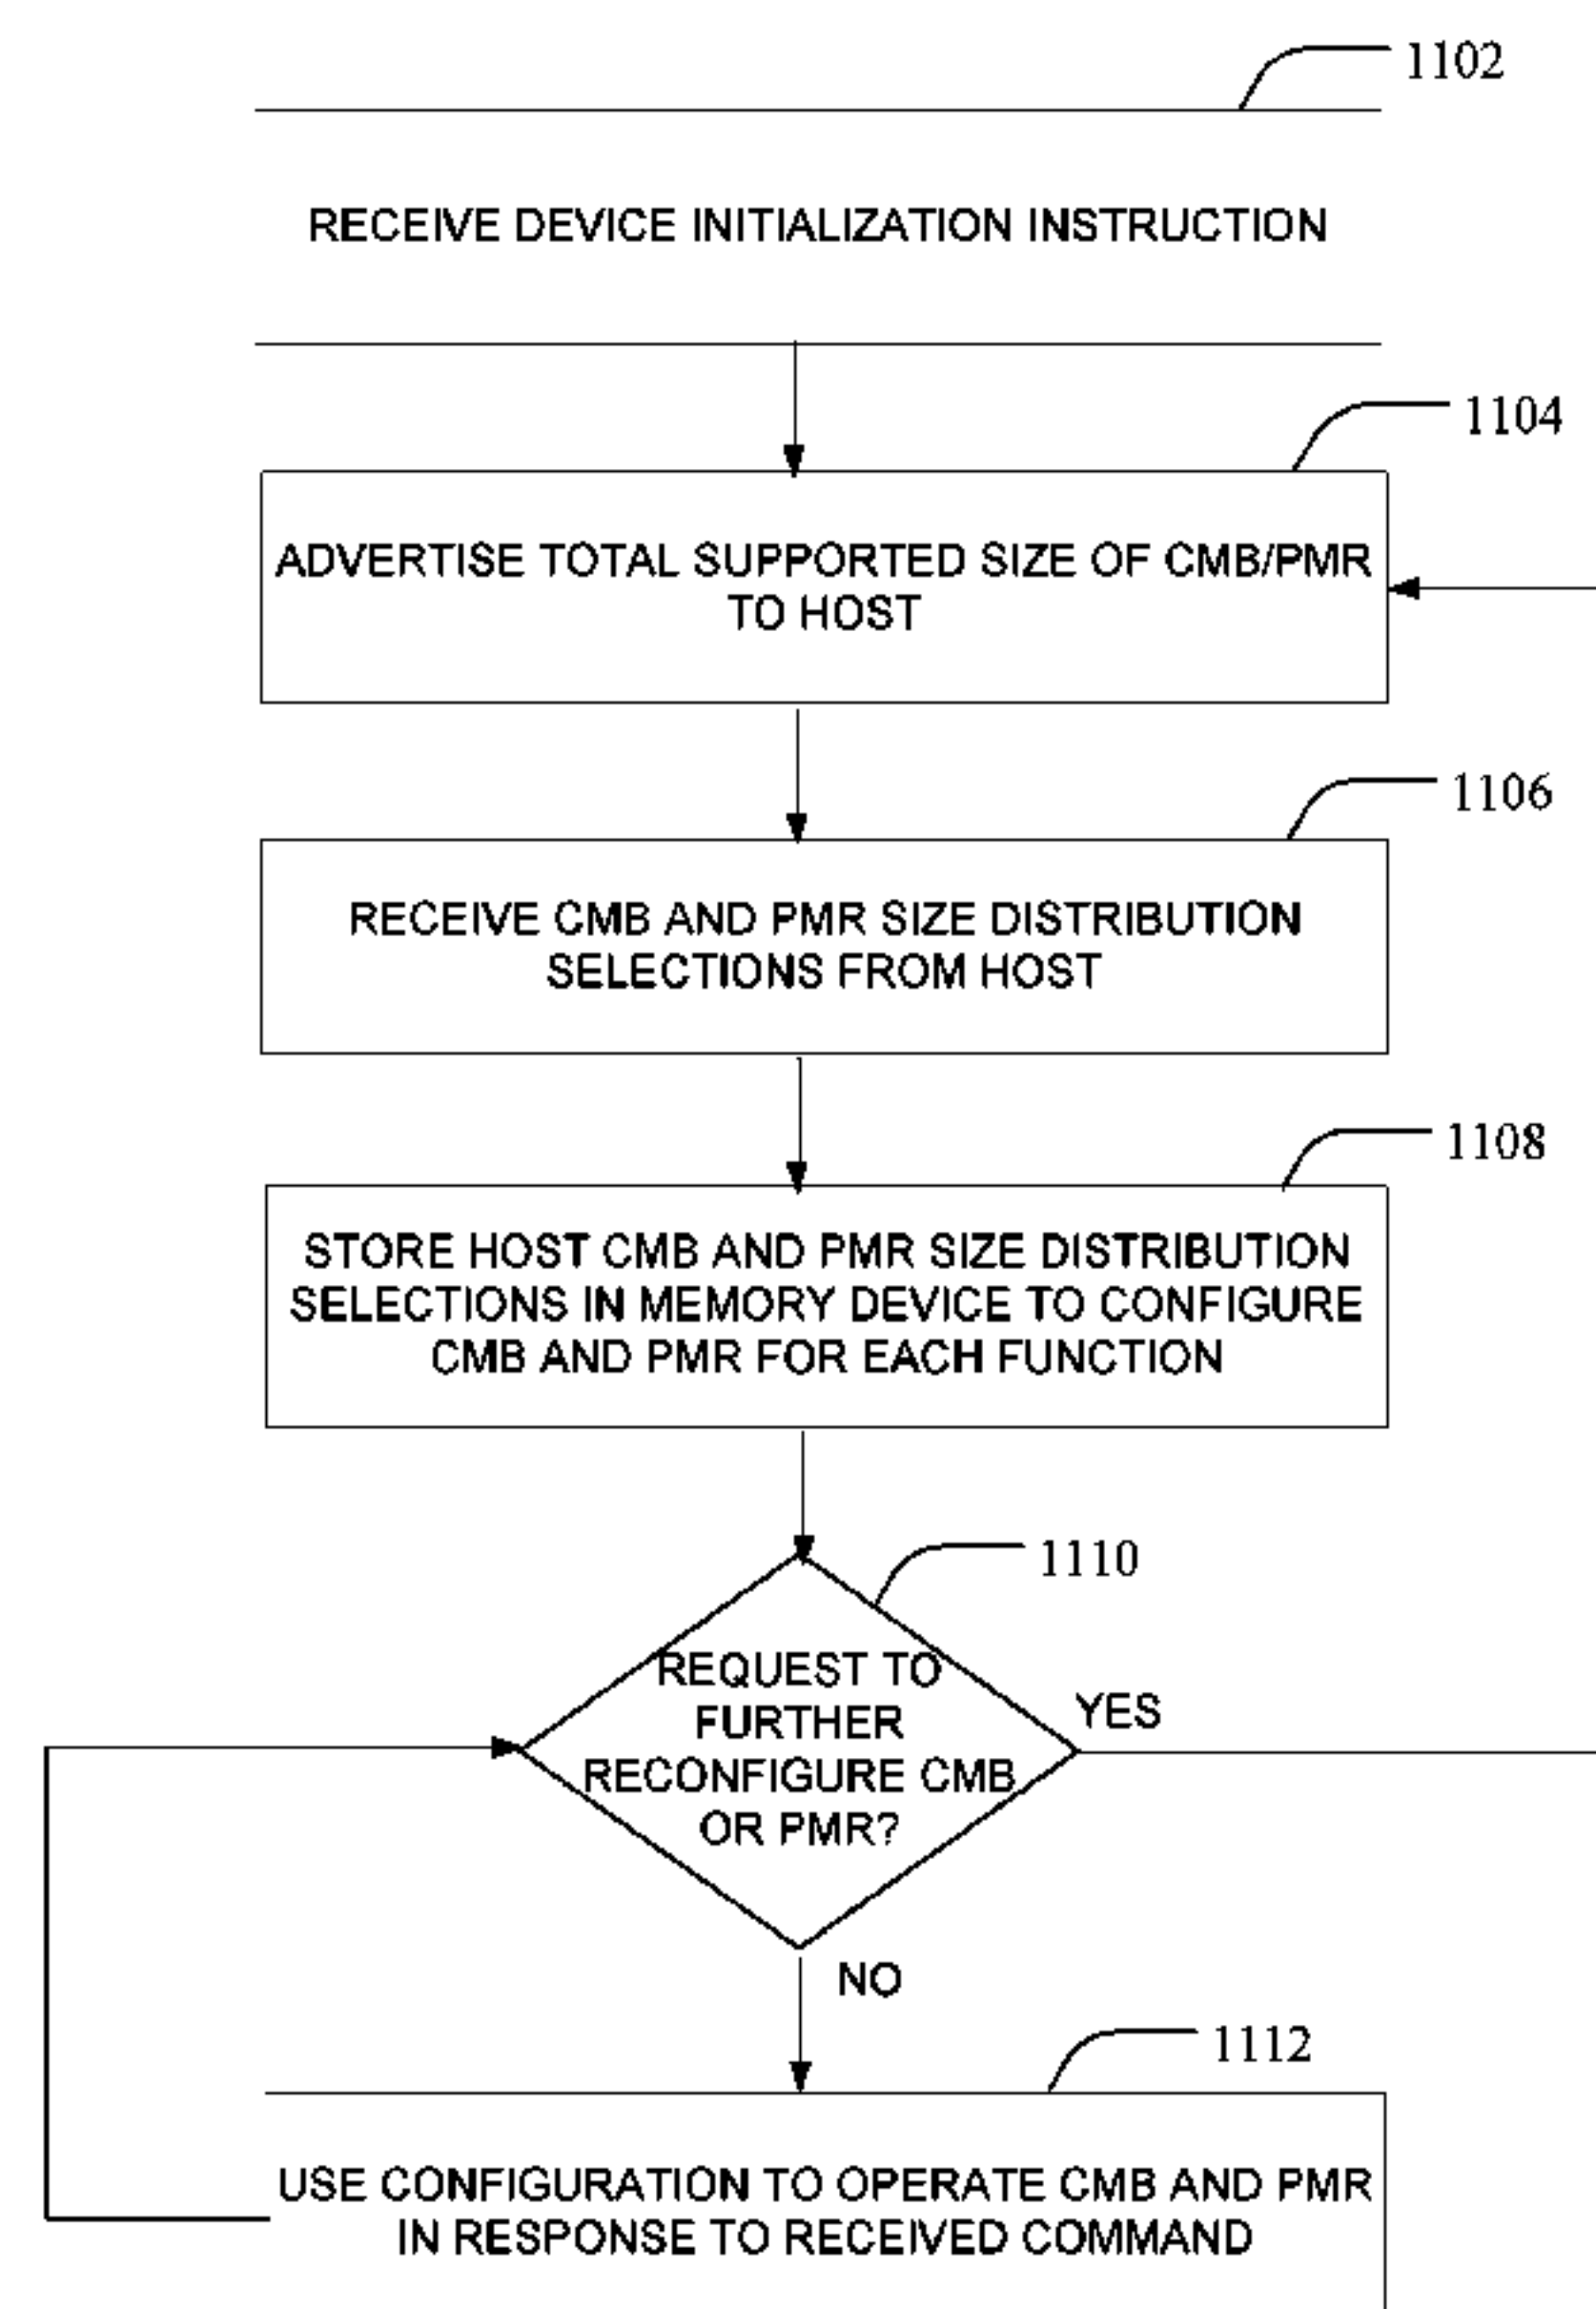 1102
RECEIVE DEVICE INITIALIZATION INSTRUCTION
1104
ADVERTISE TOTAL SUPPORTED SIZE OF CMB/PMR
TO HOST
1106
RECEIVE CMB AND PMR SIZE DISTRIBUTION
SELECTIONS FROM HOST
1108
STORE HOST CMB AND PMR SIZE DISTRIBUTION
SELECTIONS IN MEMORY DEVICE TO CONFIGURE
CMB AND PMR FOR EACH FUNCTION
1110
REQUEST TO
FURTHER
RECONFIGURE CMB
OR PMR?
YES
NO
1112
USE CONFIGURATION TO OPERATE CMB AND PMR
IN RESPONSE TO RECEIVED COMMAND